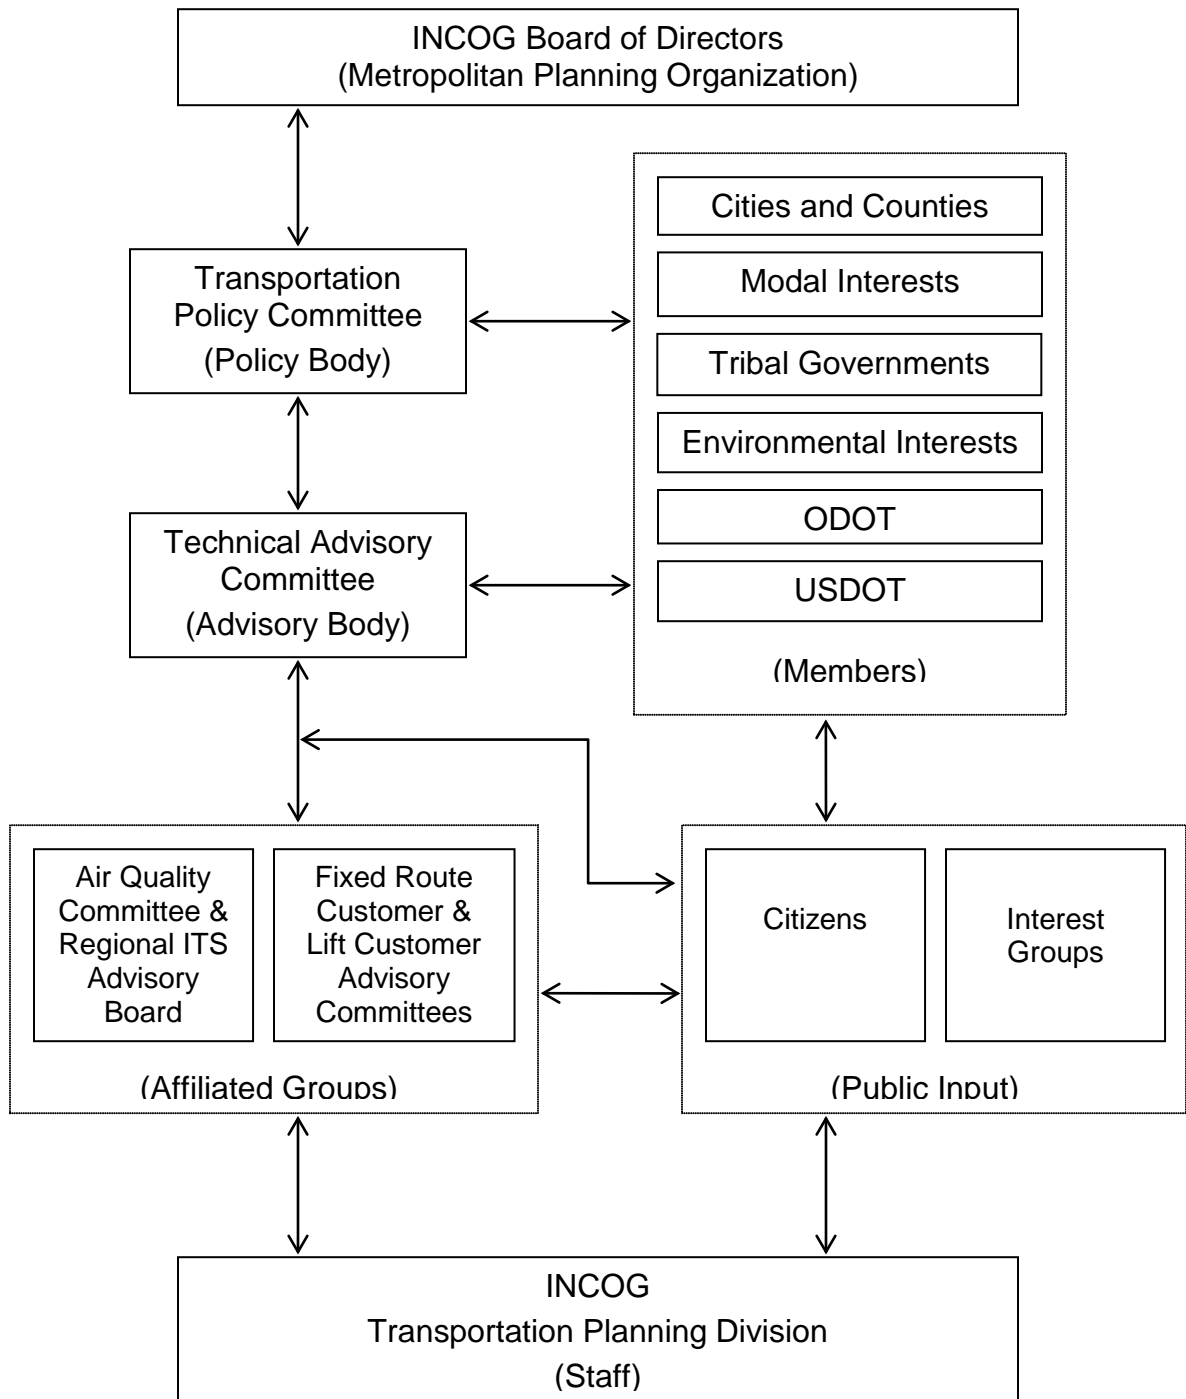 INCOG Board of Directors
(Metropolitan Planning Organization)
Cities and Counties
Modal Interests
Tribal Governments
Environmental Interests
ODOT
USDOT
(Members)
Transportation
Policy Committee
(Policy Body)
Technical Advisory
Committee
(Advisory Body)
Air Quality
Committee &
Regional ITS
Advisory
Board
Fixed Route
Customer &
Lift Customer
Advisory
Committees
(Affiliated Groups)
Citizens
Interest
Groups
(Public Input)
INCOG
Transportation Planning Division
(Staff)